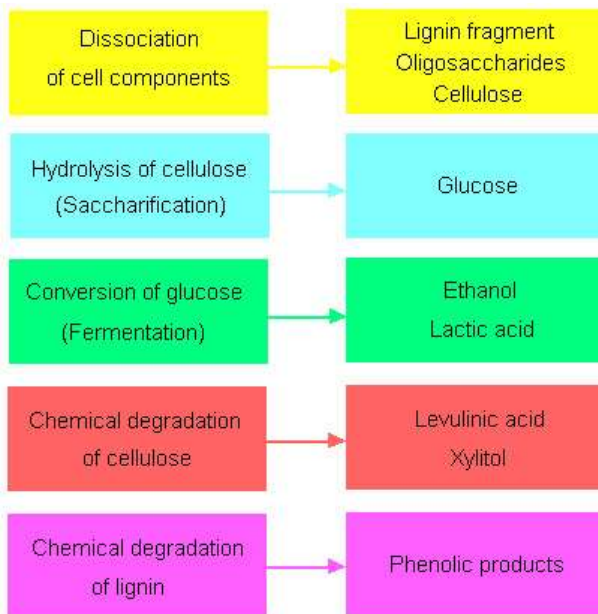 Dissociation
of cell components
Lignin fragment
Oligosaccharides
Cellulose
Hydrolysis of cellulose
(Saccharification)
Glucose
Conversion of glucose
(Fermentation)
Ethanol
Lactic acid
Chemical degradation
of cellulose
Levulinic acid
Xylitol
Chemical degradation
of lignin
Phenolic products